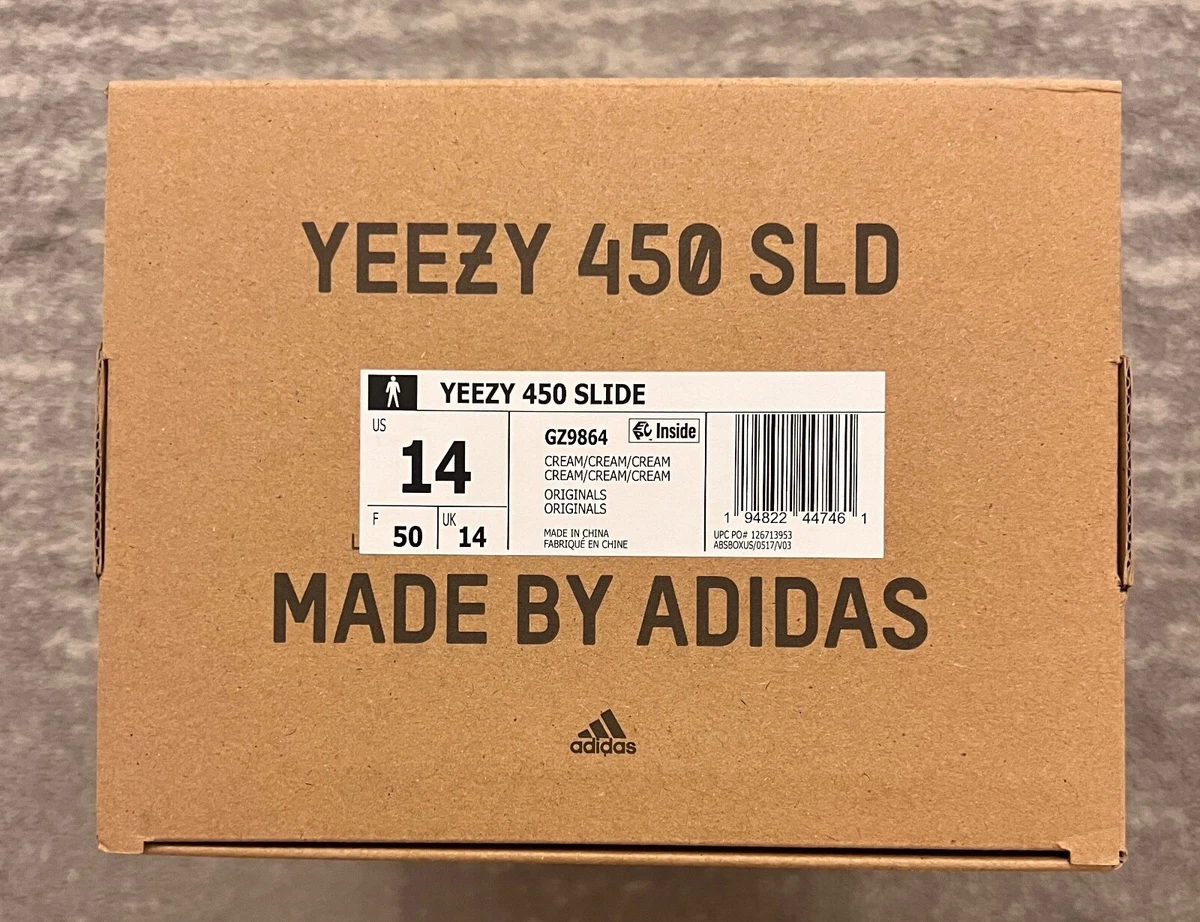 YEEZY 450 SLD
YEEZY 450 SLIDE
US
14
F
50
UK
14
GZ9864
Inside
CREAM/CREAM/CREAM
CREAM/CREAM/CREAM
ORIGINALS
ORIGINALS
MADE IN CHINA
FABRIQUÉ EN CHINE
1 94822 44746 1
UPC PO# 126713953
ABSBOXUS/0517/V03
MADE BY ADIDAS
adidas